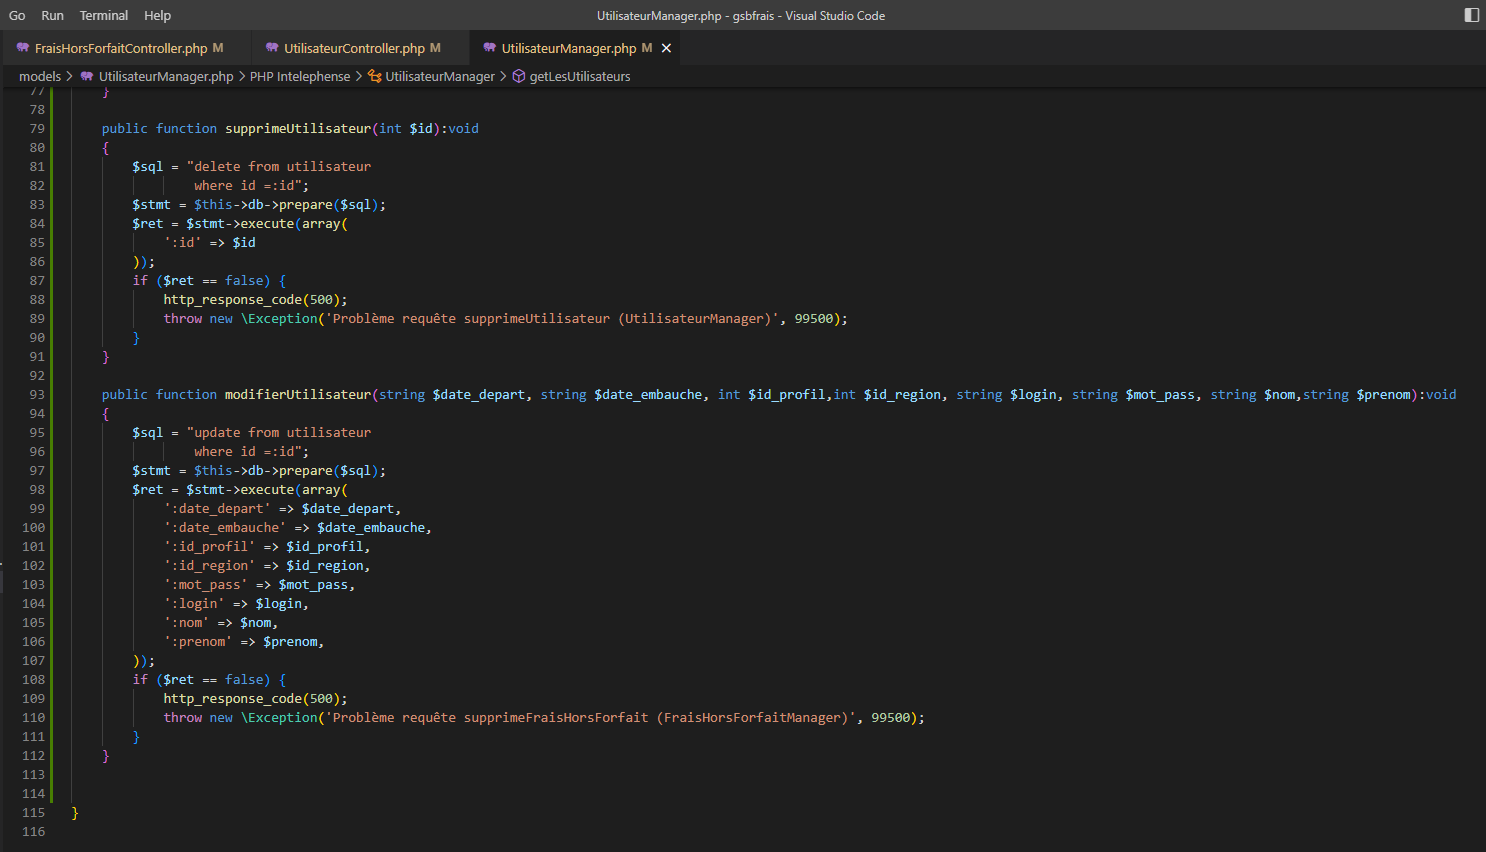 Go Run Terminal Help UtilisateurManager.php - gsbfrais - Visual Studio Code
FraisHorsForfaitController.php M UtilisateurController.php M UtilisateurManager.php M
models > UtilisateurManager.php > PHP Intelephense > UtilisateurManager > getLesUtilisateurs
77 }
78
79 public function supprimeUtilisateur(int $id):void
80 {
81 $sql = "delete from utilisateur
82 where id =:id";
83 $stmt = $this->db->prepare($sql);
84 $ret = $stmt->execute(array(
85 ':id' => $id
86 ));
87 if ($ret == false) {
88 http_response_code(500);
89 throw new \Exception('Problème requête supprimeUtilisateur (UtilisateurManager)', 99500);
90 }
91 }
92
93 public function modifierUtilisateur(string $date_depart, string $date_embauche, int $id_profil,int $id_region, string $login, string $mot_pass, string $nom,string $prenom):void
94 {
95 $sql = "update from utilisateur
96 where id =:id";
97 $stmt = $this->db->prepare($sql);
98 $ret = $stmt->execute(array(
99 ':date_depart' => $date_depart,
100 ':date_embauche' => $date_embauche,
101 ':id_profil' => $id_profil,
102 ':id_region' => $id_region,
103 ':mot_pass' => $mot_pass,
104 ':login' => $login,
105 ':nom' => $nom,
106 ':prenom' => $prenom,
107 ));
108 if ($ret == false) {
109 http_response_code(500);
110 throw new \Exception('Problème requête supprimeFraisHorsForfait (FraisHorsForfaitManager)', 99500);
111 }
112 }
113
114
115 }
116